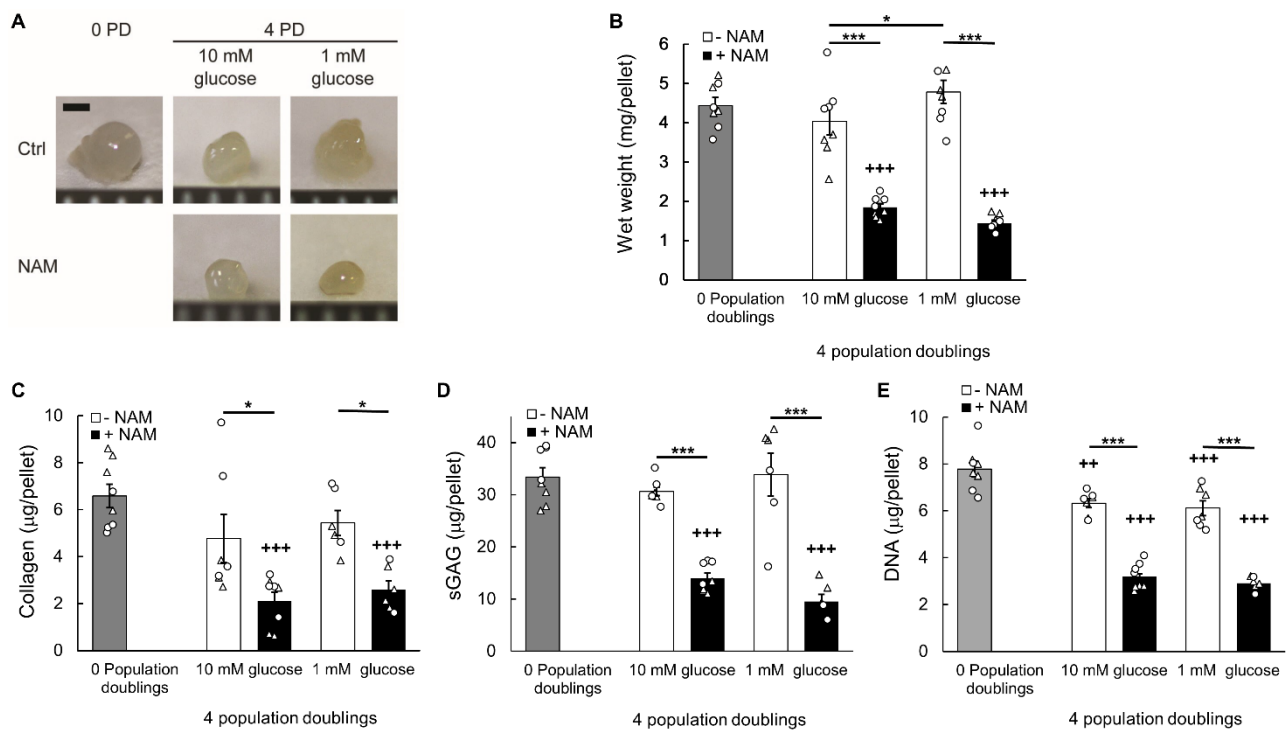 A
0 PD
4 PD
10 mM
glucose
1 mM
glucose
Ctrl
NAM
B
- NAM
+ NAM
*
***
***
+++
+++
Wet weight (mg/pellet)
6
5
4
3
2
1
0
0 Population
doublings
10 mM glucose
1 mM glucose
4 population doublings
C
- NAM
+ NAM
*
*
+++
+++
Collagen (µg/pellet)
10
8
6
4
2
0
0 Population
doublings
10 mM glucose
1 mM glucose
4 population doublings
D
- NAM
+ NAM
***
***
+++
+++
sGAG (µg/pellet)
50
40
30
20
10
0
0 Population
doublings
10 mM glucose
1 mM glucose
4 population doublings
E
- NAM
+ NAM
***
***
++
+++
+++
+++
DNA (µg/pellet)
10
8
6
4
2
0
0 Population
doublings
10 mM glucose
1 mM glucose
4 population doublings